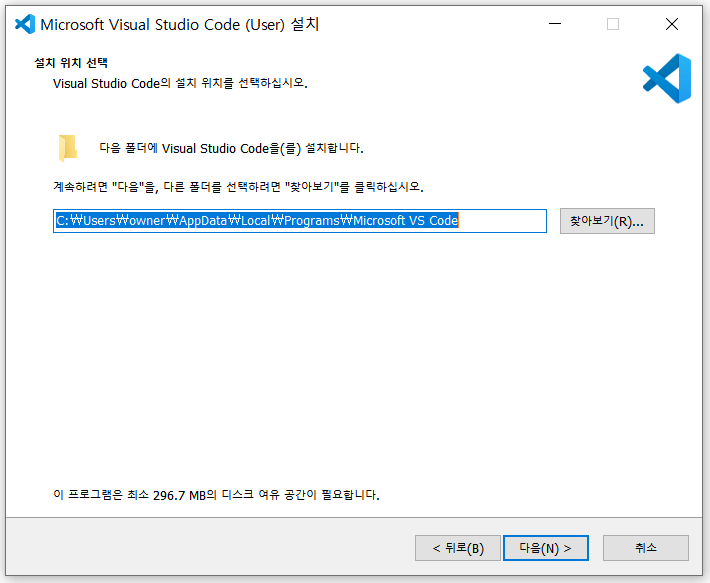 Microsoft Visual Studio Code (User) 설치
설치 위치 선택
Visual Studio Code의 설치 위치를 선택하십시오.
다음 폴더에 Visual Studio Code을(를) 설치합니다.
계속하려면 "다음"을, 다른 폴더를 선택하려면 "찾아보기"를 클릭하십시오.
C:₩Users₩owner₩AppData₩Local₩Programs₩Microsoft VS Code
찾아보기(R)...
이 프로그램은 최소 296.7 MB의 디스크 여유 공간이 필요합니다.
< 뒤로(B) 다음(N) > 취소